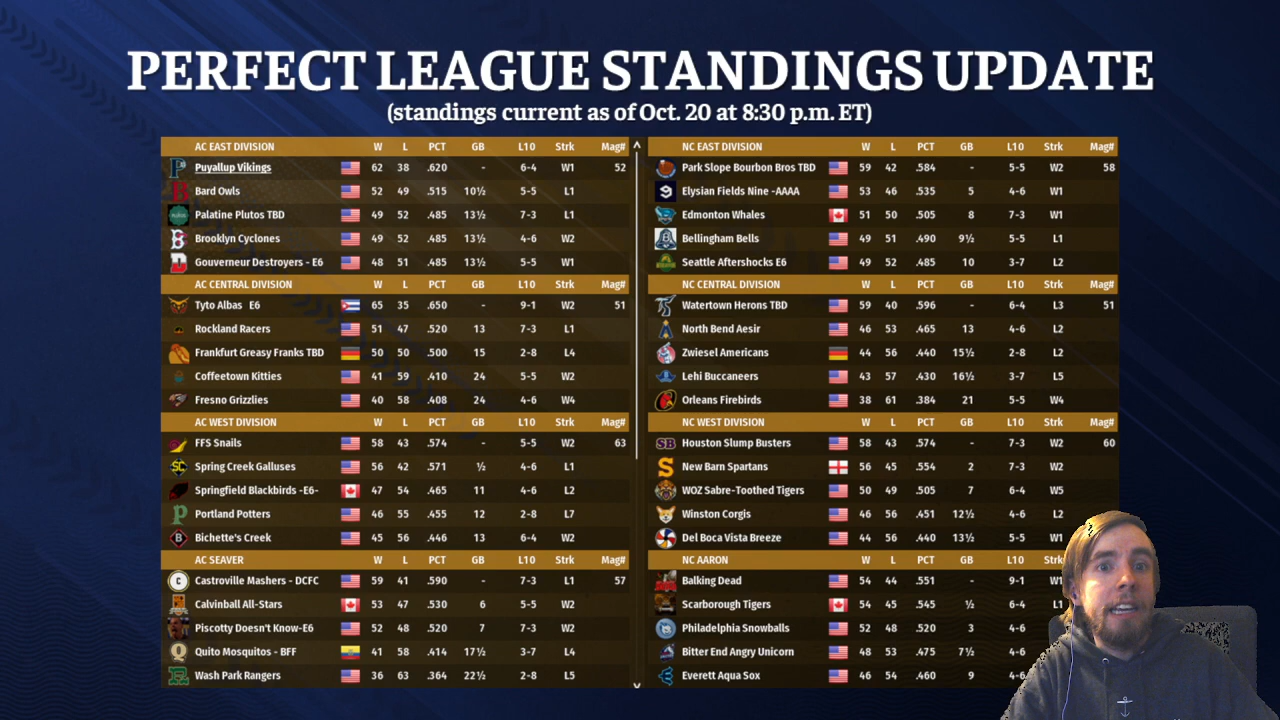 PERFECT LEAGUE STANDINGS UPDATE
(standings current as of Oct. 20 at 8:30 p.m. ET)
AC EAST DIVISION W L PCT GB L10 Strk Mag#
Puyallup Vikings 62 38 .620 - 6-4 W1 52
Bard Owls 52 49 .515 10½ 5-5 L1
Palatine Plutos TBD 49 52 .485 13½ 7-3 L1
Brooklyn Cyclones 49 52 .485 13½ 4-6 W2
Gouverneur Destroyers - E6 48 51 .485 13½ 5-5 W1
AC CENTRAL DIVISION W L PCT GB L10 Strk Mag#
Tyto Albas E6 65 35 .650 - 9-1 W2 51
Rockland Racers 51 47 .520 13 7-3 L1
Frankfurt Greasy Franks TBD 50 50 .500 15 2-8 L4
Coffeetown Kitties 41 59 .410 24 5-5 W2
Fresno Grizzlies 40 58 .408 24 4-6 W4
AC WEST DIVISION W L PCT GB L10 Strk Mag#
FFS Snails 58 43 .574 - 5-5 W2 63
Spring Creek Galluses 56 42 .571 ½ 4-6 L1
Springfield Blackbirds -E6- 47 54 .465 11 4-6 L2
Portland Potters 46 55 .455 12 2-8 L7
Bichette's Creek 45 56 .446 13 6-4 W2
AC SEAVER W L PCT GB L10 Strk Mag#
Castroville Mashers - DCFC 59 41 .590 - 7-3 L1 57
Calvinball All-Stars 53 47 .530 6 5-5 W2
Piscotty Doesn't Know-E6 52 48 .520 7 7-3 W2
Quito Mosquitos - BFF 41 58 .414 17½ 3-7 L4
Wash Park Rangers 36 63 .364 22½ 2-8 L5
NC EAST DIVISION W L PCT GB L10 Strk Mag#
Park Slope Bourbon Bros TBD 59 42 .584 - 5-5 W2 58
Elysian Fields Nine -AAAA 53 46 .535 5 4-6 W1
Edmonton Whales 51 50 .505 8 7-3 W1
Bellingham Bells 49 51 .490 9½ 5-5 L1
Seattle Aftershocks E6 49 52 .485 10 3-7 L2
NC CENTRAL DIVISION W L PCT GB L10 Strk Mag#
Watertown Herons TBD 59 40 .596 - 6-4 L3 51
North Bend Aesir 46 53 .465 13 4-6 L2
Zwiesel Americans 44 56 .440 15½ 2-8 L2
Lehi Buccaneers 43 57 .430 16½ 3-7 L5
Orleans Firebirds 38 61 .384 21 5-5 W4
NC WEST DIVISION W L PCT GB L10 Strk Mag#
Houston Slump Busters 58 43 .574 - 7-3 W2 60
New Barn Spartans 56 45 .554 2 7-3 W2
WOZ Sabre-Toothed Tigers 50 49 .505 7 6-4 W5
Winston Corgis 46 56 .451 12½ 4-6 L2
Del Boca Vista Breeze 44 56 .440 13½ 5-5 W1
NC AARON W L PCT GB L10 Strk Mag#
Balking Dead 54 44 .551 - 9-1 W1
Scarborough Tigers 54 45 .545 ½ 6-4 L1
Philadelphia Snowballs 52 48 .520 3 4-6
Bitter End Angry Unicorn 48 53 .475 7½ 4-6
Everett Aqua Sox 46 54 .460 9 4-6